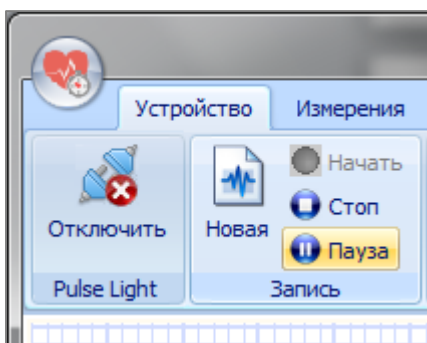 Устройство Измерения
Отключить
Pulse Light
Новая
Начать
Стоп
Пауза
Запись